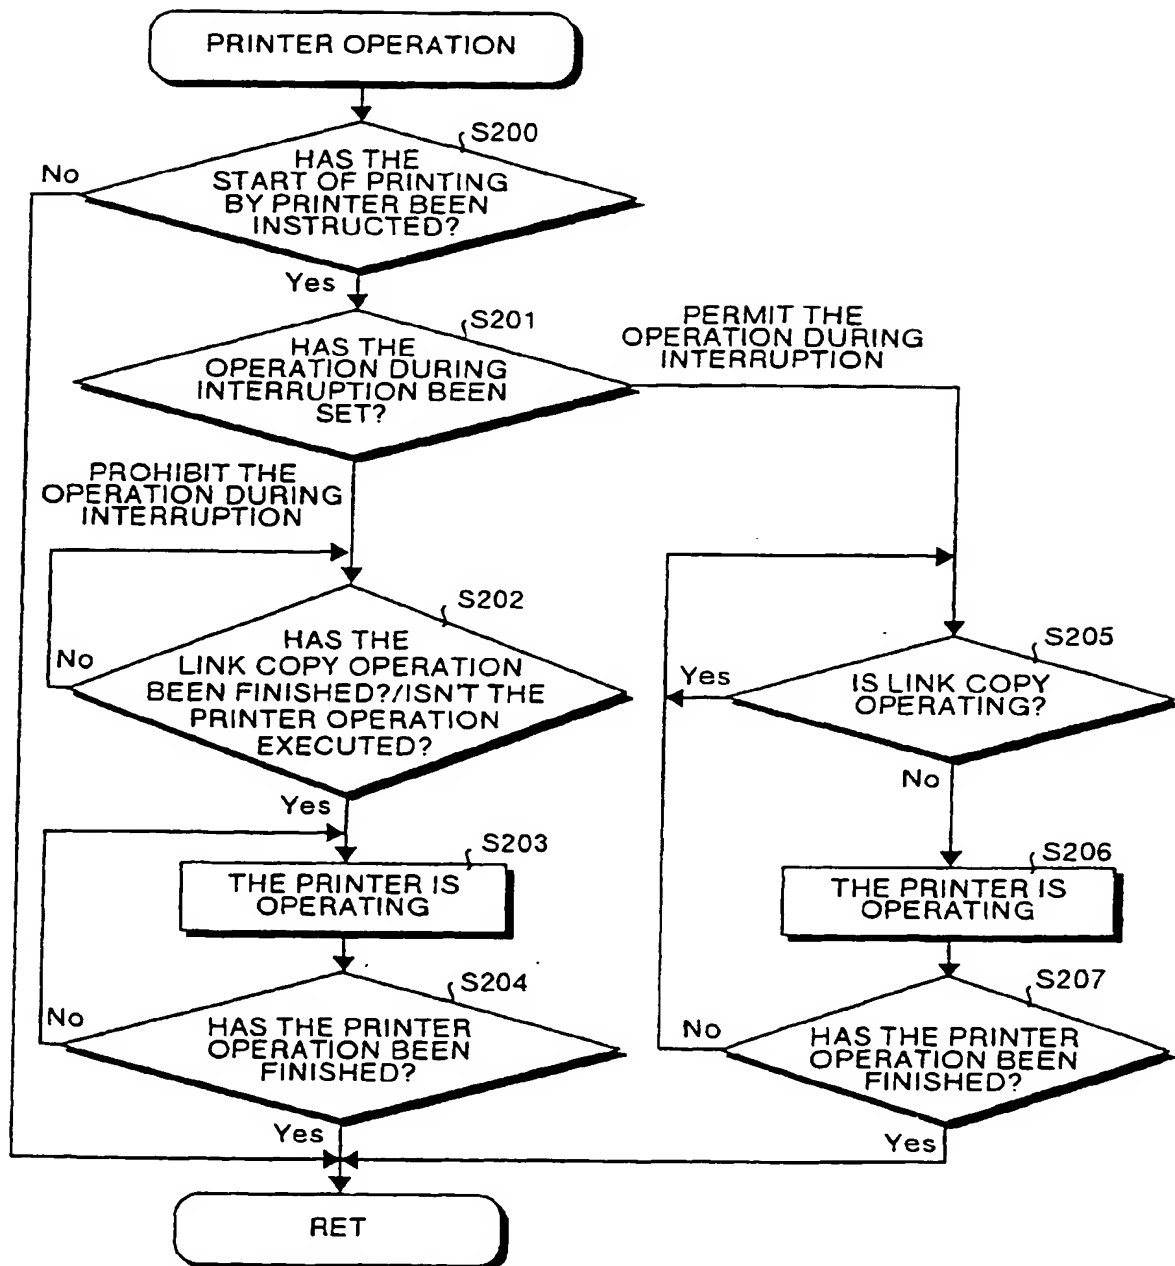 PRINTER OPERATION
S200
HAS THE
START OF PRINTING
BY PRINTER BEEN
INSTRUCTED?
No
Yes
S201
HAS THE
OPERATION DURING
INTERRUPTION BEEN
SET?
PERMIT THE
OPERATION DURING
INTERRUPTION
PROHIBIT THE
OPERATION DURING
INTERRUPTION
S202
HAS THE
LINK COPY OPERATION
BEEN FINISHED?/ISN'T THE
PRINTER OPERATION
EXECUTED?
No
Yes
S203
THE PRINTER IS
OPERATING
S204
HAS THE PRINTER
OPERATION BEEN
FINISHED?
No
Yes
S205
IS LINK COPY
OPERATING?
Yes
No
S206
THE PRINTER IS
OPERATING
S207
HAS THE PRINTER
OPERATION BEEN
FINISHED?
No
Yes
RET